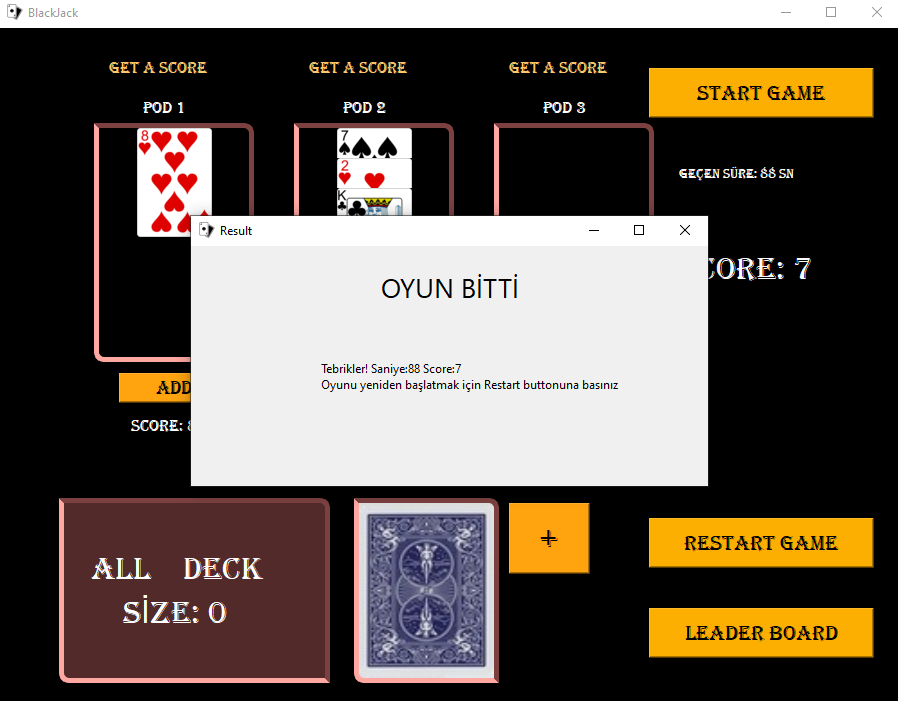 BlackJack
GET A SCORE
GET A SCORE
GET A SCORE
START GAME
POD 1
POD 2
POD 3
8
7
2
K
GEÇEN SÜRE: 88 SN
Result
CORE: 7
OYUN BİTTİ
Tebrikler! Saniye:88 Score:7
Oyunu yeniden başlatmak için Restart buttonuna basınız
ADD
SCORE: 8
ALL DECK
SİZE: 0
+
RESTART GAME
LEADER BOARD